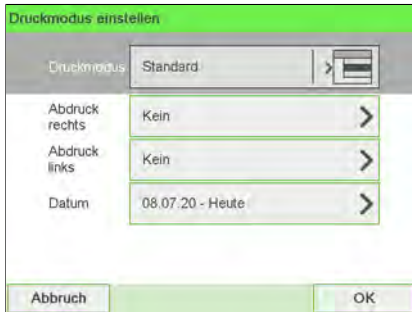 Druckmodus einstellen
Druckmodus Standard
Abdruck rechts Kein
Abdruck links Kein
Datum 08.07.20 - Heute
Abbruch OK